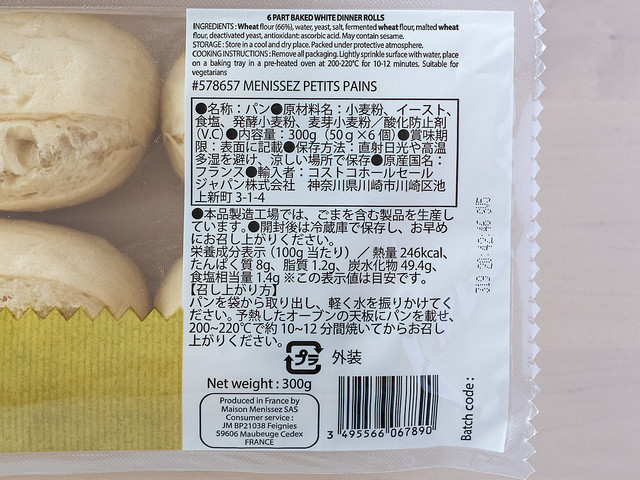 6 PART BAKED WHITE DINNER ROLLS
INGREDIENTS : Wheat flour (66%), water, yeast, salt, fermented wheat flour, malted wheat
flour, deactivated yeast, antioxidant: ascorbic acid. May contain sesame.
STORAGE : Store in a cool and dry place. Packed under protective atmosphere.
COOKING INSTRUCTIONS : Remove all packaging. Lightly sprinkle surface with water, place
on a baking tray in a pre-heated oven at 200-220°C for 10-12 minutes. Suitable for
vegetarians
#578657 MENISSEZ PETITS PAINS
●名称：パン●原材料名：小麦粉、イースト、
食塩、発酵小麦粉、麦芽小麦粉／酸化防止剤
(V.C)●内容量：300g（50ｇ×6個）●賞味期
限：表面に記載●保存方法：直射日光や高温
多湿を避け、涼しい場所で保存●原産国名：
フランス●輸入者：コストコホールセール
ジャパン株式会社　神奈川県川崎市川崎区池
上新町 3-1-4
●本品製造工場では、ごまを含む製品を生産し
ています。●開封後は冷蔵庫で保存し、お早め
にお召し上がりください。
栄養成分表示（100g 当たり）／ 熱量 246kcal、
たんぱく質 8g、脂質 1.2g、炭水化物 49.4g、
食塩相当量 1.4g ※この表示値は目安です。
【召し上がり方】
パンを袋から取り出し、軽く水を振りかけてく
ださい。予熱したオーブンの天板にパンを載せ、
200~220℃で約 10~12 分間焼いてからお召し
上がりください。
プラ 外装
Net weight : 300g
Produced in France by
Maison Menissez SAS
Consumer service :
JM BP21038 Feignies
59606 Maubeuge Cedex
FRANCE
3 495566 067890
Batch code :
319 20:42:46 9/5